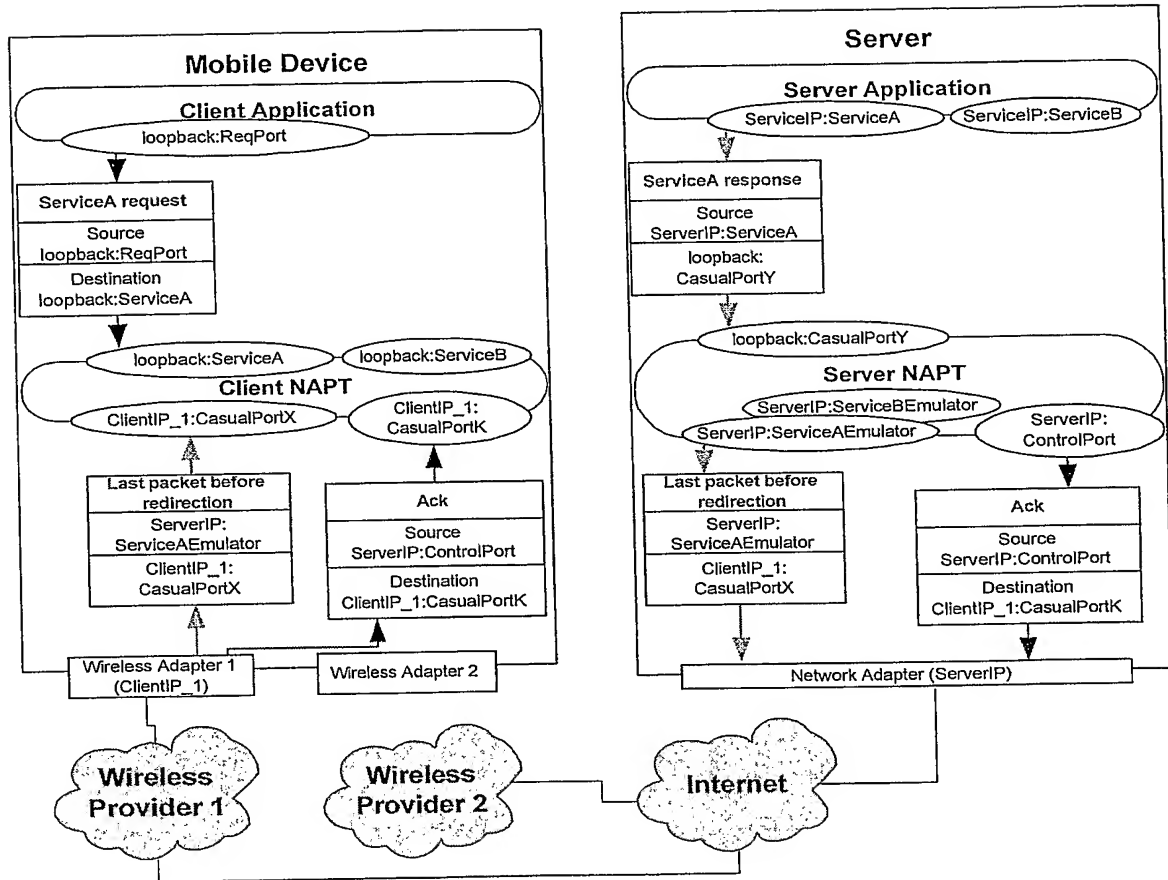 Mobile Device
Client Application
loopback:ReqPort
ServiceA request
Source
loopback:ReqPort
Destination
loopback:ServiceA
loopback:ServiceA
loopback:ServiceB
Client NAPT
ClientIP_1:CasualPortX
ClientIP_1:
CasualPortK
Last packet before
redirection
ServerIP:
ServiceAEmulator
ClientIP_1:
CasualPortX
Ack
Source
ServerIP:ControlPort
Destination
ClientIP_1:CasualPortK
Wireless Adapter 1
(ClientIP_1)
Wireless Adapter 2
Server
Server Application
ServiceIP:ServiceA
ServiceIP:ServiceB
ServiceA response
Source
ServerIP:ServiceA
loopback:
CasualPortY
loopback:CasualPortY
Server NAPT
ServerIP:ServiceBEmulator
ServerIP:ServiceAEmulator
ServerIP:
ControlPort
Last packet before
redirection
ServerIP:
ServiceAEmulator
ClientIP_1:
CasualPortX
Ack
Source
ServerIP:ControlPort
Destination
ClientIP_1:CasualPortK
Network Adapter (ServerIP)
Wireless
Provider 1
Wireless
Provider 2
Internet